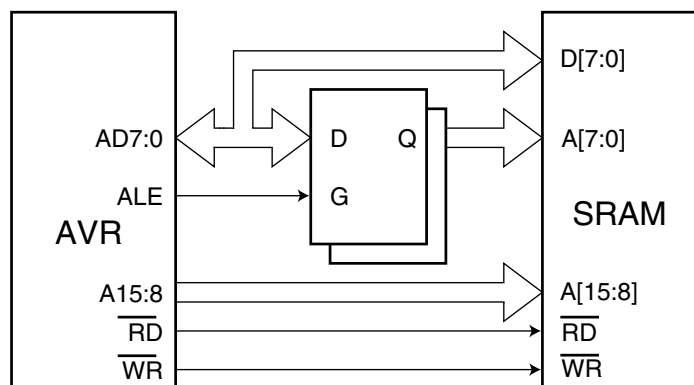 D[7:0]
AD7:0
D
Q
A[7:0]
ALE
G
AVR
SRAM
A15:8
A[15:8]
RD
RD
WR
WR